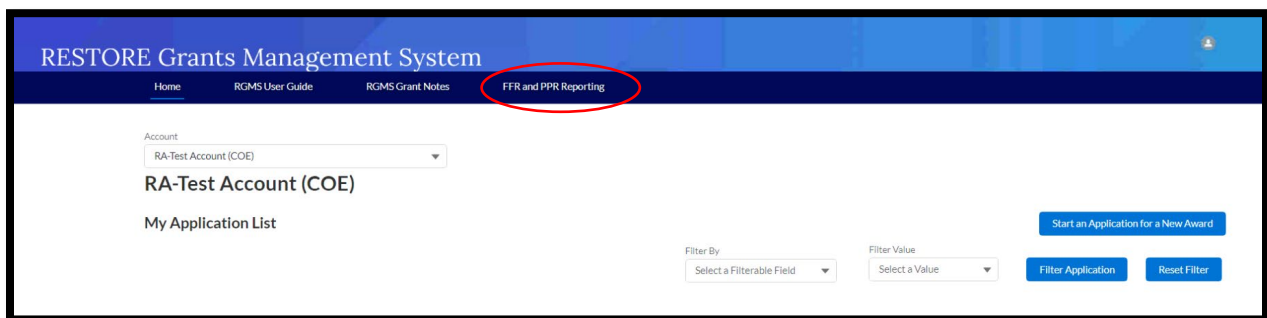 RESTORE Grants Management System
Home RGMS User Guide RGMS Grant Notes FFR and PPR Reporting
Account
RA-Test Account (COE)
RA-Test Account (COE)
My Application List
Start an Application for a New Award
Filter By Filter Value
Select a Filterable Field Select a Value Filter Application Reset Filter